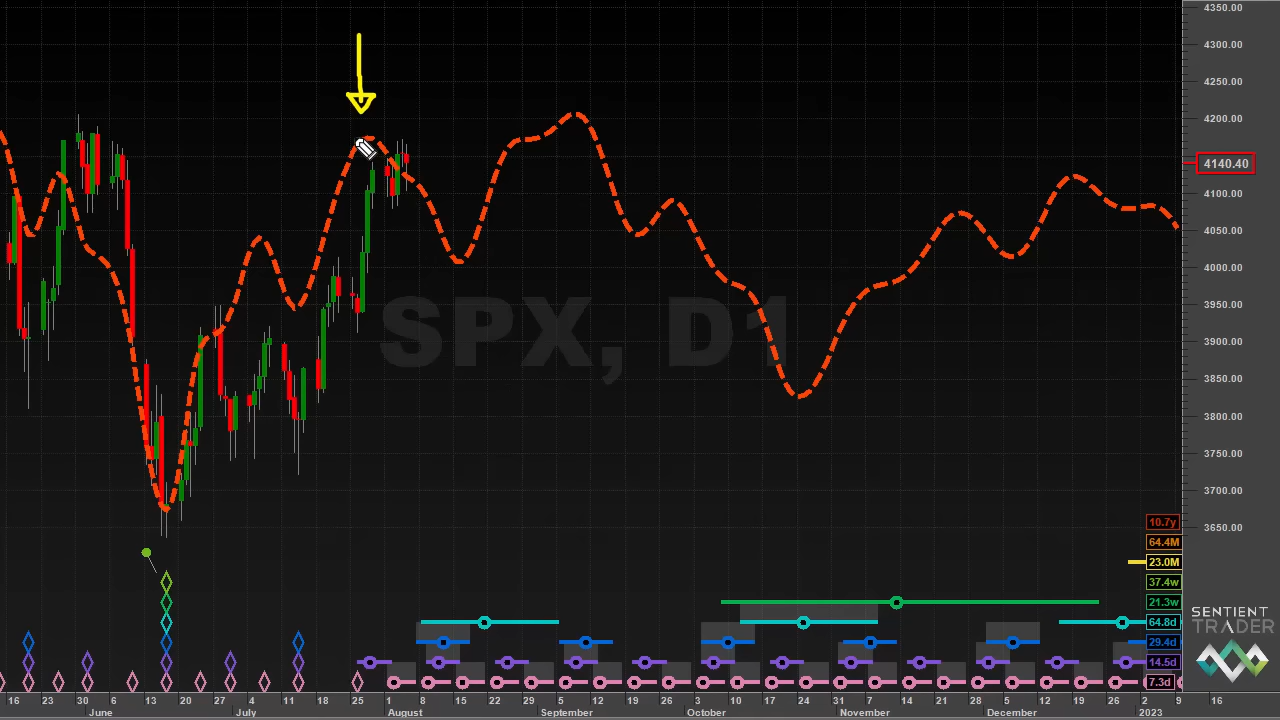 4350.00
4300.00
4250.00
4200.00
4140.40
4100.00
4050.00
4000.00
3950.00
3900.00
3850.00
3800.00
3750.00
3700.00
3650.00
SPX, D1
10.7y
64.4M
23.0M
37.4w
21.3w
64.8d
29.4d
14.5d
7.3d
SENTIENT
TRADER
16 23 30 6 13 20 27 4 11 18 25 1 8 15 22 29 5 12 19 26 3 10 17 24 31 7 14 21 28 5 12 19 26 2 9 16
June July August September October November December 2023